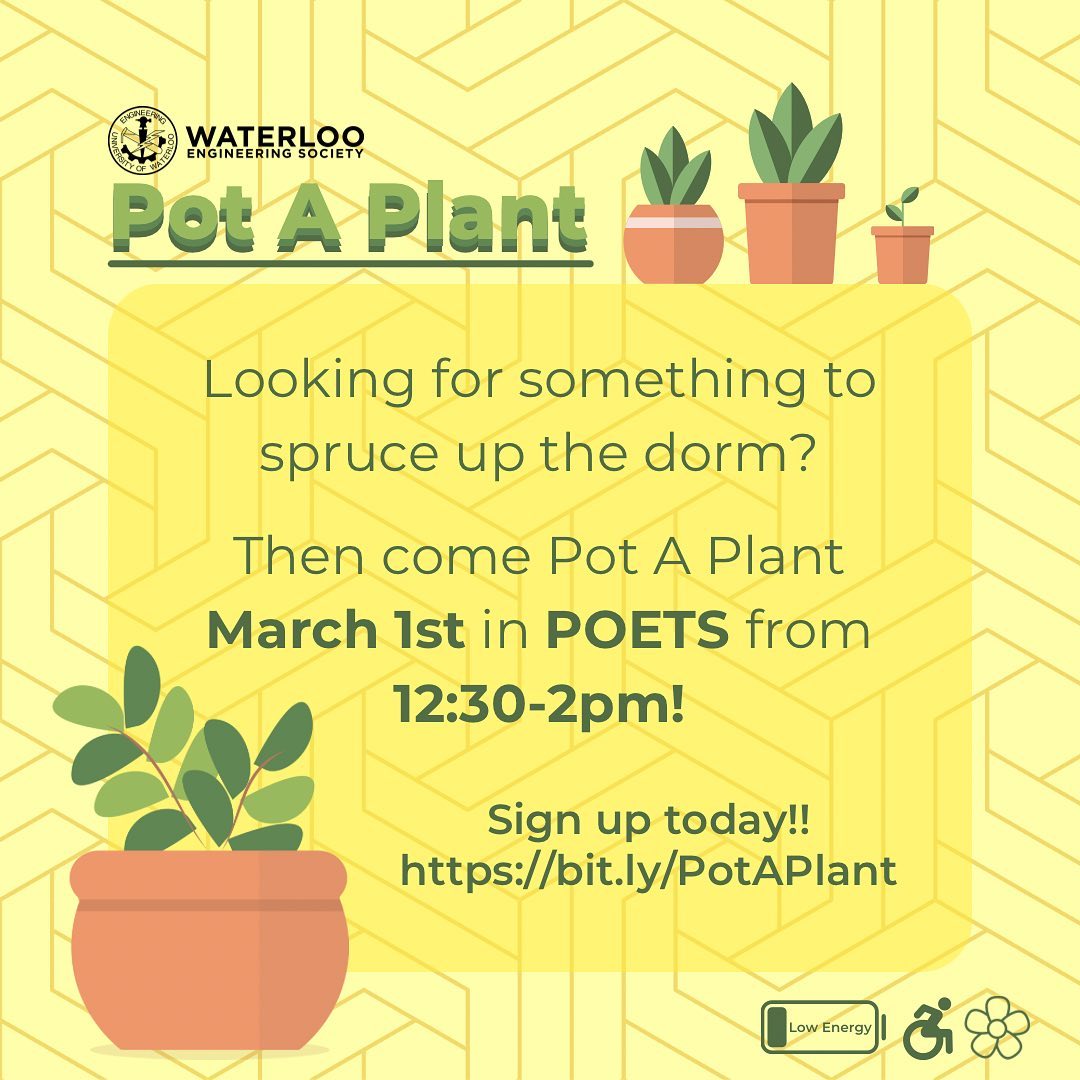 ENGINEERING
UNIVERSITY OF WATERLOO
WATERLOO
ENGINEERING SOCIETY
Pot A Plant
Looking for something to
spruce up the dorm?
Then come Pot A Plant
March 1st in POETS from
12:30-2pm!
Sign up today!!
https://bit.ly/PotAPlant
Low Energy